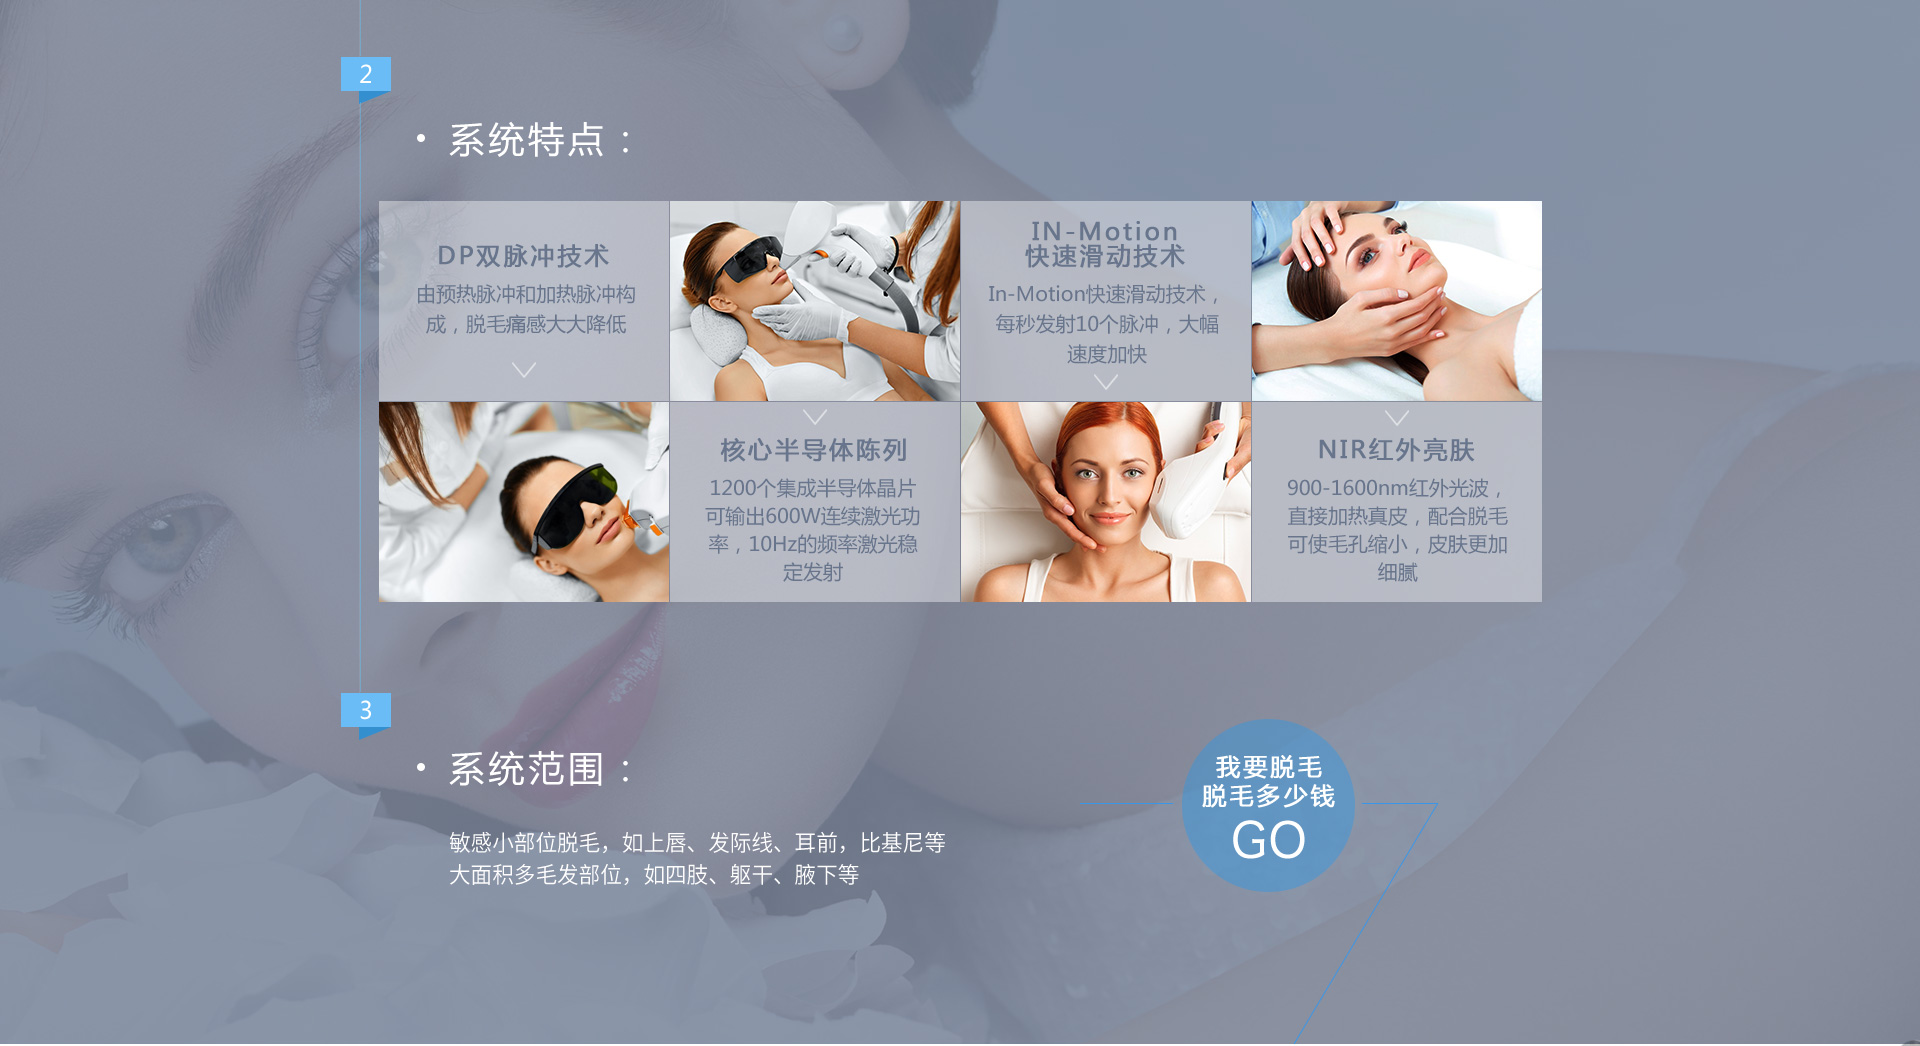 2
• 系统特点：
DP双脉冲技术
由预热脉冲和加热脉冲构
成，脱毛痛感大大降低
IN-Motion
快速滑动技术
In-Motion快速滑动技术，
每秒发射10个脉冲，大幅
速度加快
核心半导体陈列
1200个集成半导体晶片
可输出600W连续激光功
率，10Hz的频率激光稳
定发射
NIR红外亮肤
900-1600nm红外光波，
直接加热真皮，配合脱毛
可使毛孔缩小，皮肤更加
细腻
3
• 系统范围：
敏感小部位脱毛，如上唇、发际线、耳前，比基尼等
大面积多毛发部位，如四肢、躯干、腋下等
我要脱毛
脱毛多少钱
GO